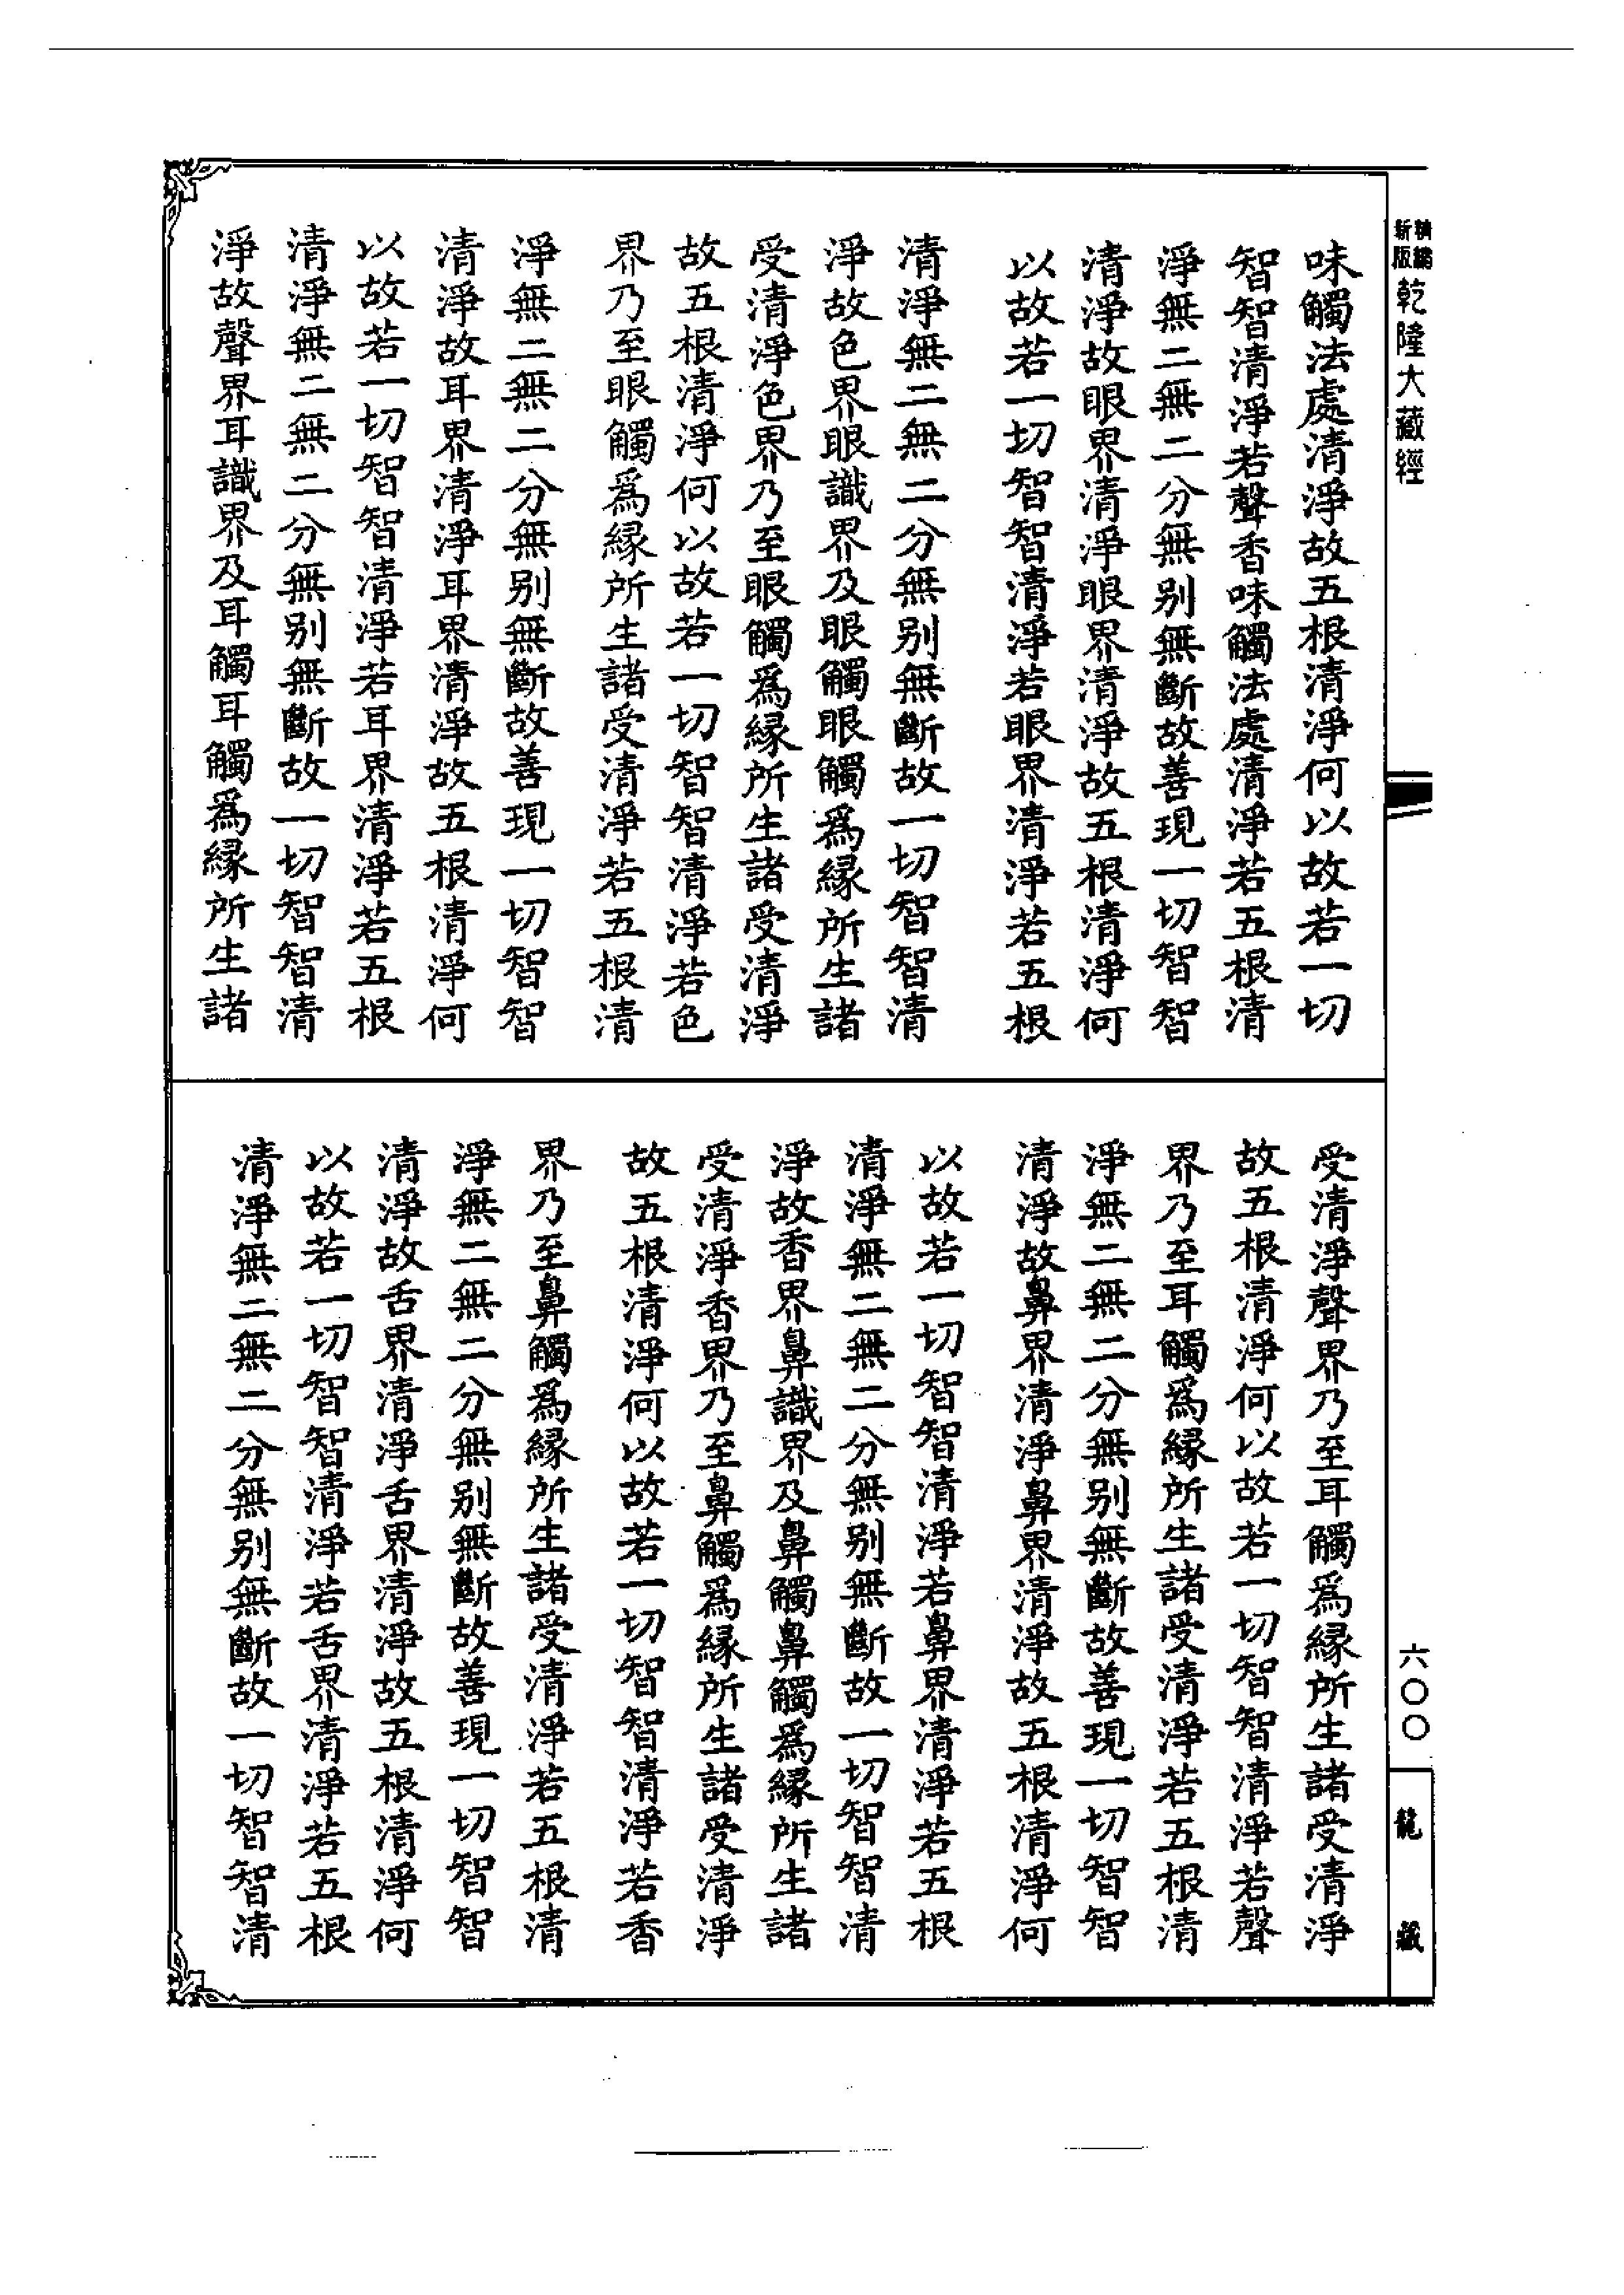 精編
新版
乾隆大藏經
味觸法處清淨故五根清淨何以故若一切
智智清淨若聲香味觸法處清淨若五根清
淨無二無二分無别無斷故善現一切智智
清淨故眼界清淨眼界清淨故五根清淨何
以故若一切智智清淨若眼界清淨若五根
清淨無二無二分無别無斷故一切智智清
淨故色界眼識界及眼觸眼觸爲縁所生諸
受清淨色界乃至眼觸爲縁所生諸受清淨
故五根清淨何以故若一切智智清淨若色
界乃至眼觸爲縁所生諸受清淨若五根清
淨無二無二分無别無斷故善現一切智智
清淨故耳界清淨耳界清淨故五根清淨何
以故若一切智智清淨若耳界清淨若五根
清淨無二無二分無别無斷故一切智智清
淨故聲界耳識界及耳觸耳觸爲縁所生諸
受清淨聲界乃至耳觸爲縁所生諸受清淨
故五根清淨何以故若一切智智清淨若聲
界乃至耳觸爲縁所生諸受清淨若五根清
淨無二無二分無别無斷故善現一切智智
清淨故鼻界清淨鼻界清淨故五根清淨何
以故若一切智智清淨若鼻界清淨若五根
清淨無二無二分無别無斷故一切智智清
淨故香界鼻識界及鼻觸鼻觸爲縁所生諸
受清淨香界乃至鼻觸爲縁所生諸受清淨
故五根清淨何以故若一切智智清淨若香
界乃至鼻觸爲縁所生諸受清淨若五根清
淨無二無二分無别無斷故善現一切智智
清淨故舌界清淨舌界清淨故五根清淨何
以故若一切智智清淨若舌界清淨若五根
清淨無二無二分無别無斷故一切智智清
六〇〇
龍藏